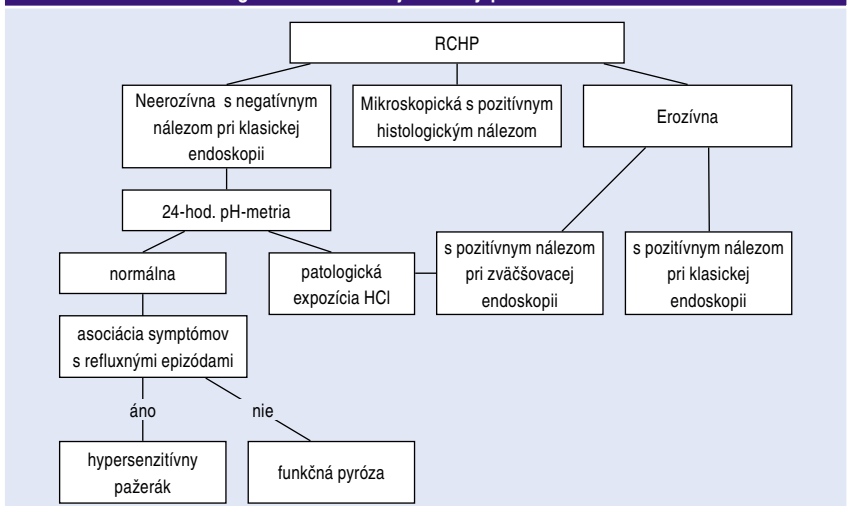 RCHP
Neerozívna s negatívnym
nálezom pri klasickej
endoskopii
Mikroskopická s pozitívnym
histologickým nálezom
Erozívna
24-hod. pH-metria
normálna
patologická
expozícia HCl
s pozitívnym nálezom
pri zväčšovacej
endoskopii
s pozitívnym nálezom
pri klasickej
endoskopii
asociácia symptómov
s refluxnými epizódami
áno
nie
hypersenzitívny
pažerák
funkčná pyróza